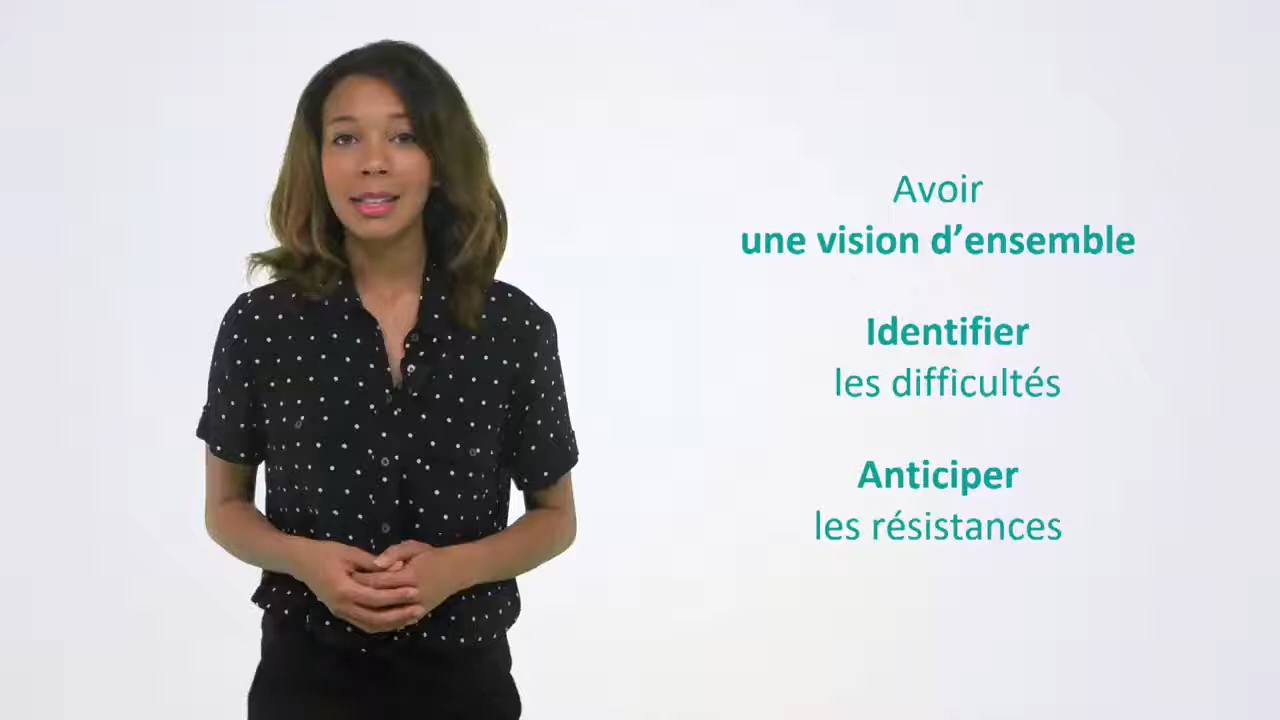 Avoir
une vision d’ensemble
Identifier
les difficultés
Anticiper
les résistances